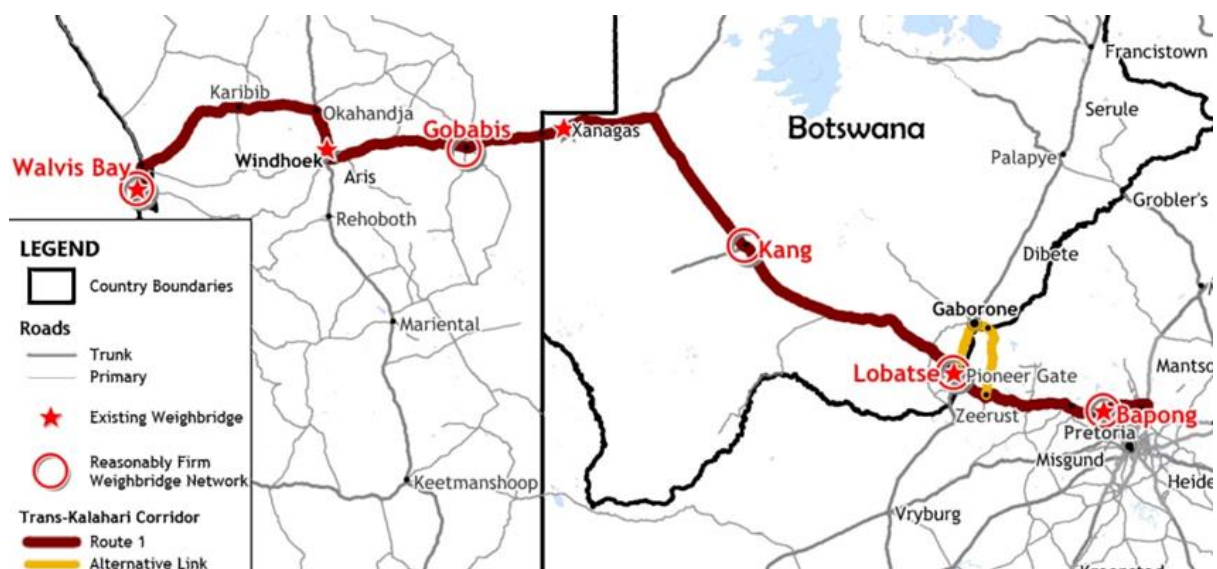 Francistown
Karibib
Okahandja
Serule
Gobabis
Xanagas
Botswana
Windhoek
Palapye
Walvis Bay
Aris
Grobler's
Rehoboth
LEGEND
Kang
Dibete
Country Boundaries
Gaborone
Roads
Mariental
Trunk
Primary
Lobatse
Pioneer Gate
Mantso
Existing Weighbridge
Zeerust
Bapong
Pretoria
Reasonably Firm
Weighbridge Network
Misgund
Keetmanshoop
Heide
Trans-Kalahari Corridor
Vryburg
Route 1
Alternative Link